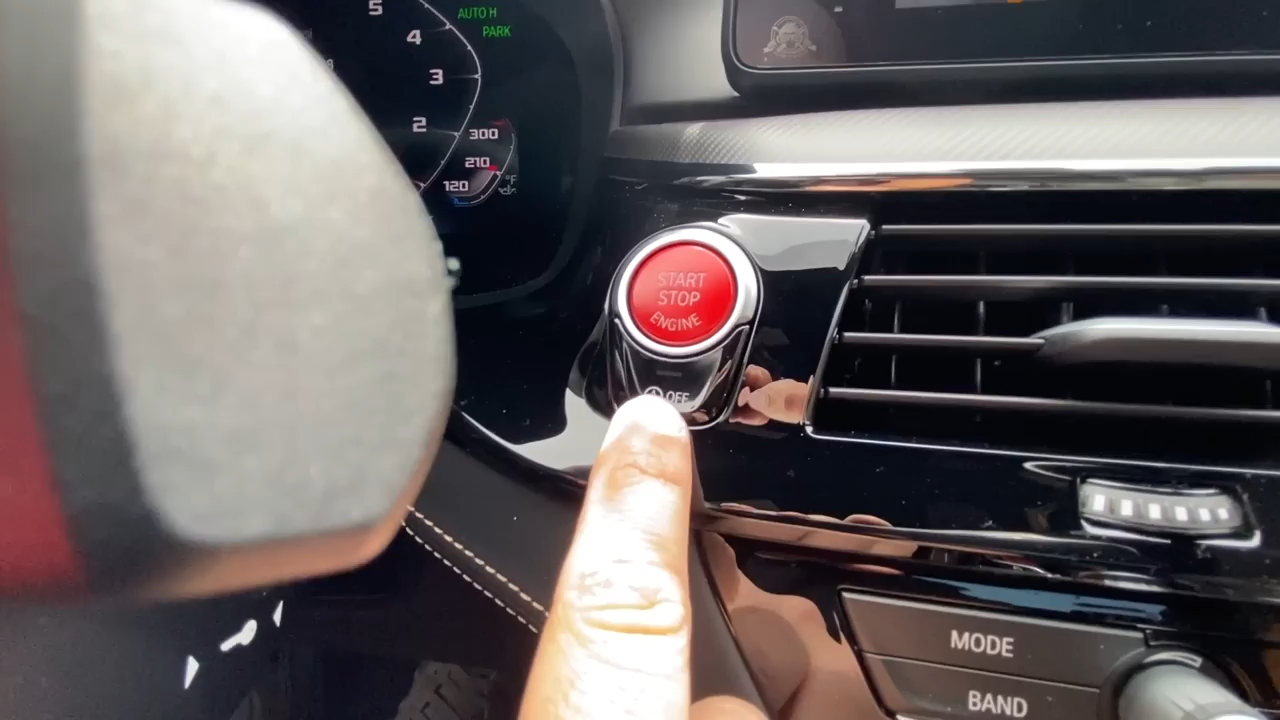 5
AUTO H
PARK
4
3
2
300
210
120
°F
START
STOP
ENGINE
OFF
MODE
BAND